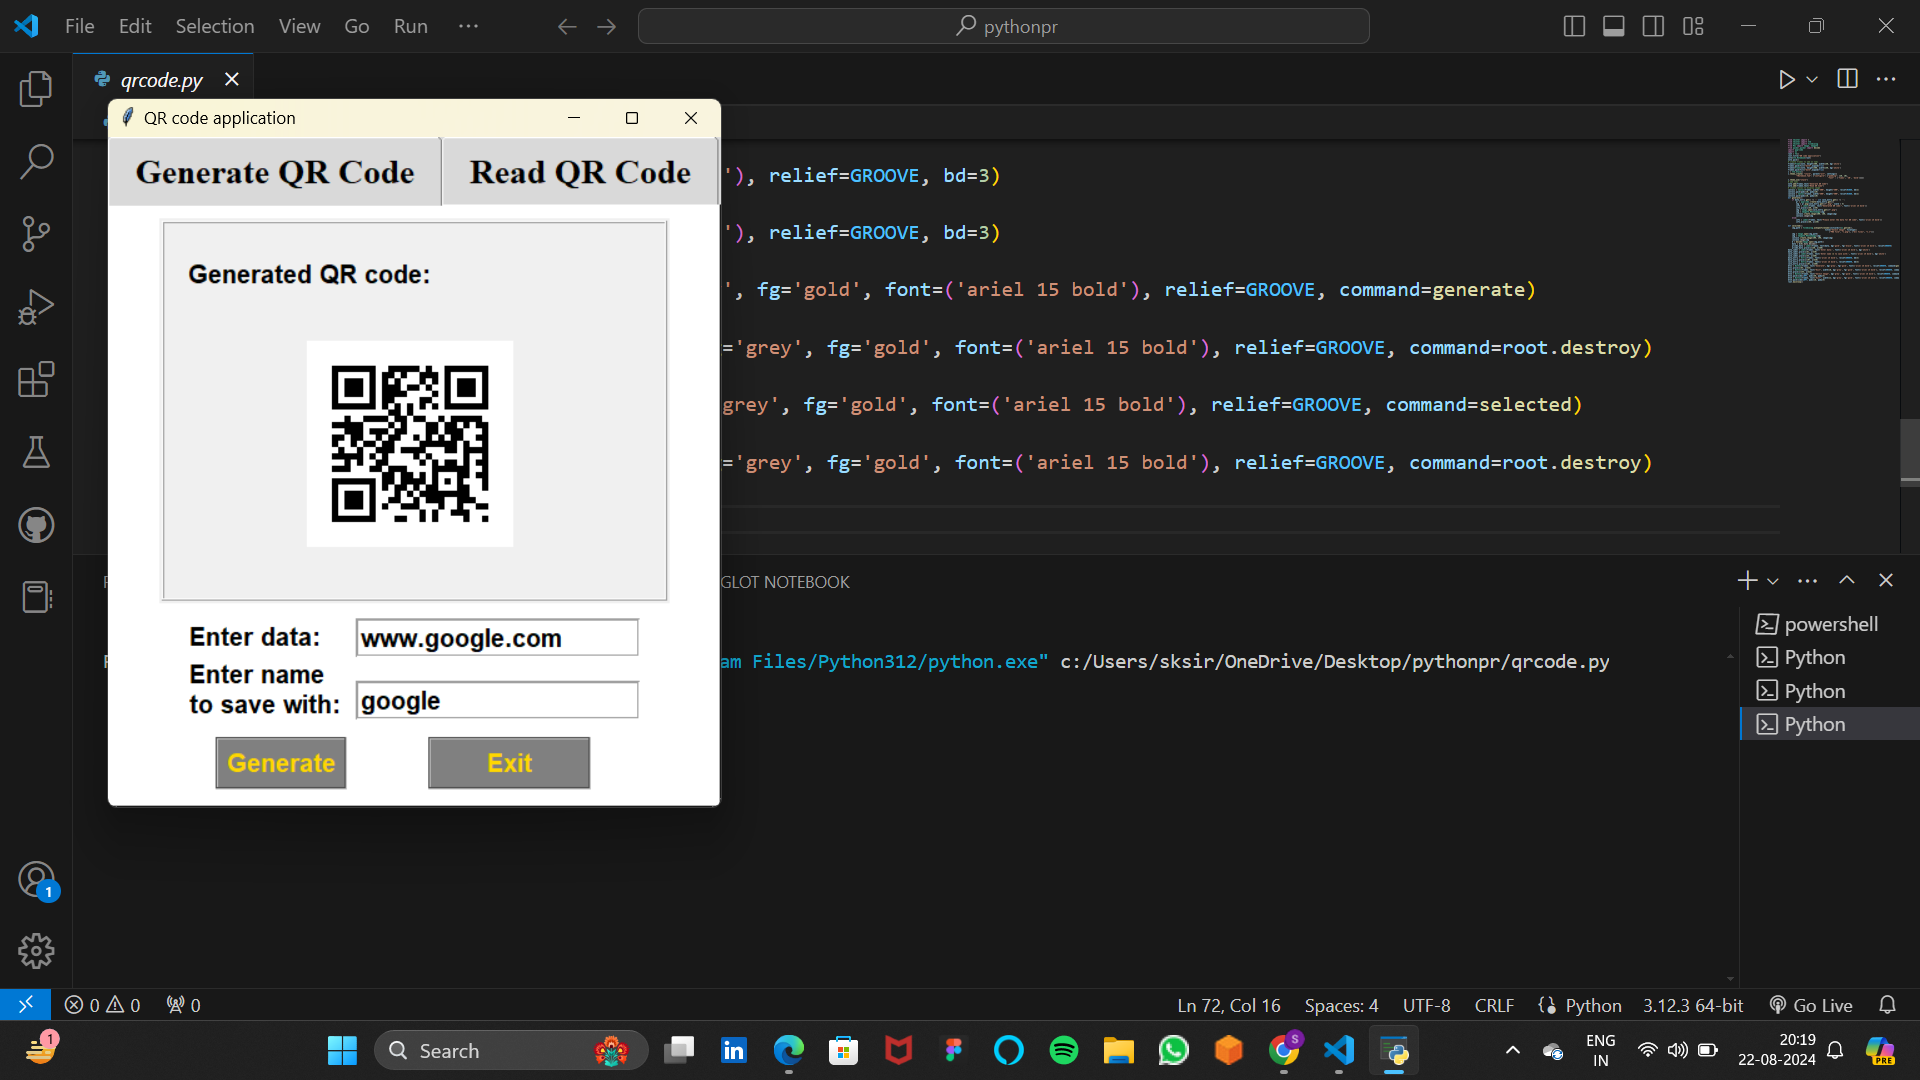 File Edit Selection View Go Run ···
pythonpr
qrcode.py
QR code application
Generate QR Code
Read QR Code
Generated QR code:
Enter data:
www.google.com
Enter name
to save with:
google
Generate
Exit
'), relief=GROOVE, bd=3)
'), relief=GROOVE, bd=3)
', fg='gold', font=('ariel 15 bold'), relief=GROOVE, command=generate)
='grey', fg='gold', font=('ariel 15 bold'), relief=GROOVE, command=root.destroy)
grey', fg='gold', font=('ariel 15 bold'), relief=GROOVE, command=selected)
='grey', fg='gold', font=('ariel 15 bold'), relief=GROOVE, command=root.destroy)
GLOT NOTEBOOK
am Files/Python312/python.exe" c:/Users/sksir/OneDrive/Desktop/pythonpr/qrcode.py
powershell
Python
Python
Python
1
0 0 0
Ln 72, Col 16 Spaces: 4 UTF-8 CRLF Python 3.12.3 64-bit Go Live
1
Search
in
S
ENG
IN
20:19
22-08-2024
PRE